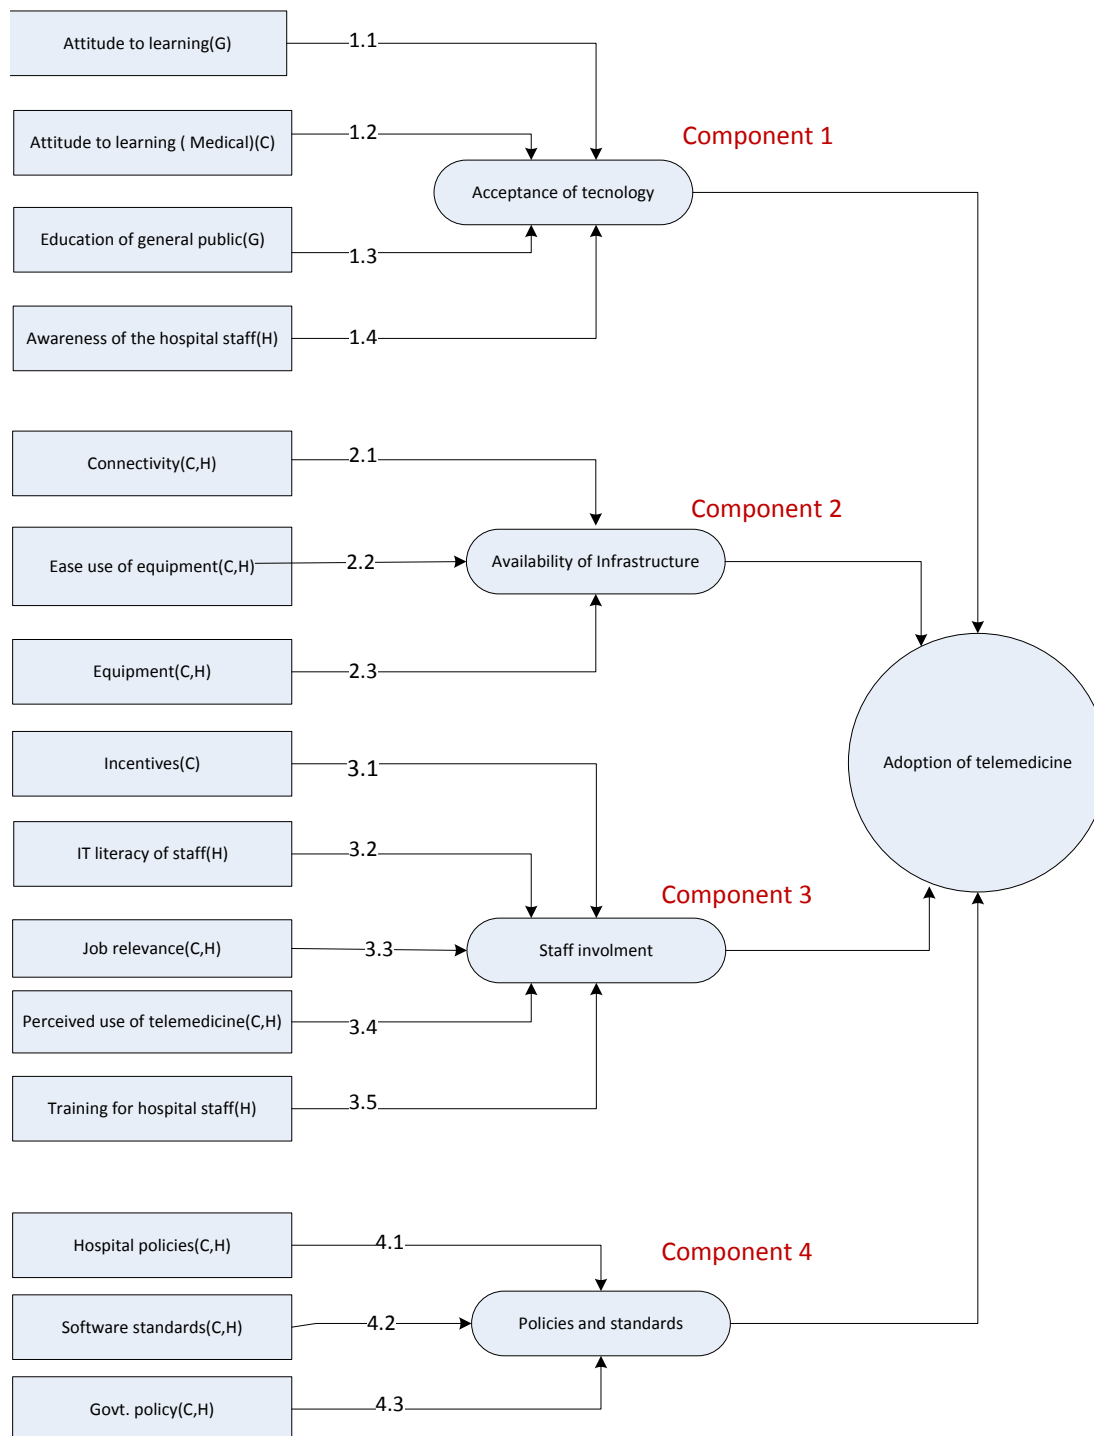 Attitude to learning(G)
1.1
Attitude to learning ( Medical)(C)
1.2
Component 1
Acceptance of tecnology
Education of general public(G)
1.3
Awareness of the hospital staff(H)
1.4
Connectivity(C,H)
2.1
Component 2
Ease use of equipment(C,H)
2.2
Availability of Infrastructure
Equipment(C,H)
2.3
Incentives(C)
3.1
Adoption of telemedicine
IT literacy of staff(H)
3.2
Component 3
Job relevance(C,H)
3.3
Staff involment
Perceived use of telemedicine(C,H)
3.4
Training for hospital staff(H)
3.5
Hospital policies(C,H)
4.1
Component 4
Software standards(C,H)
4.2
Policies and standards
Govt. policy(C,H)
4.3